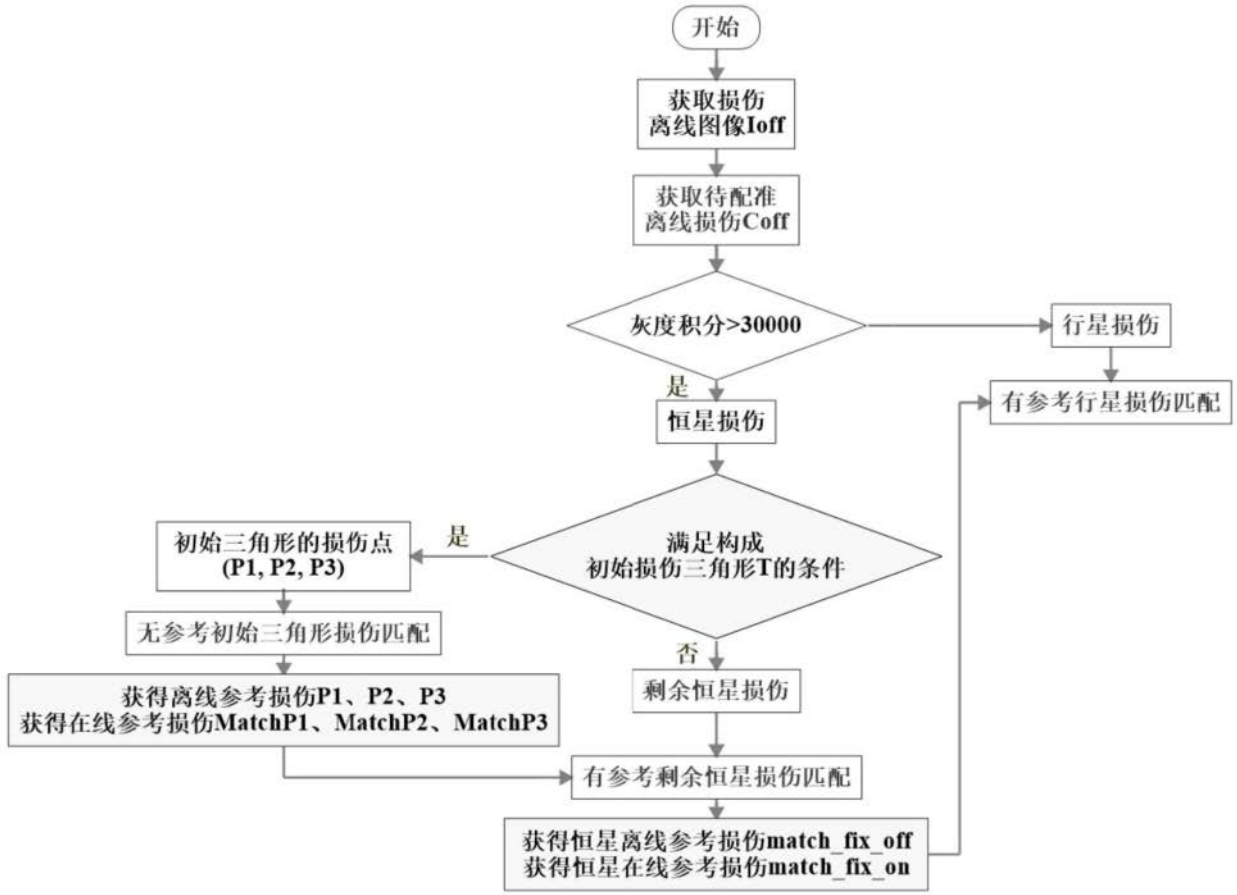 开始
获取损伤
离线图像Ioff
获取待配准
离线损伤Coff
灰度积分>30000
行星损伤
是
有参考行星损伤匹配
恒星损伤
满足构成
初始损伤三角形T的条件
是
初始三角形的损伤点
(P1, P2, P3)
无参考初始三角形损伤匹配
否
剩余恒星损伤
获得离线参考损伤P1、P2、P3
获得在线参考损伤MatchP1、MatchP2、MatchP3
有参考剩余恒星损伤匹配
获得恒星离线参考损伤match_fix_off
获得恒星在线参考损伤match_fix_on